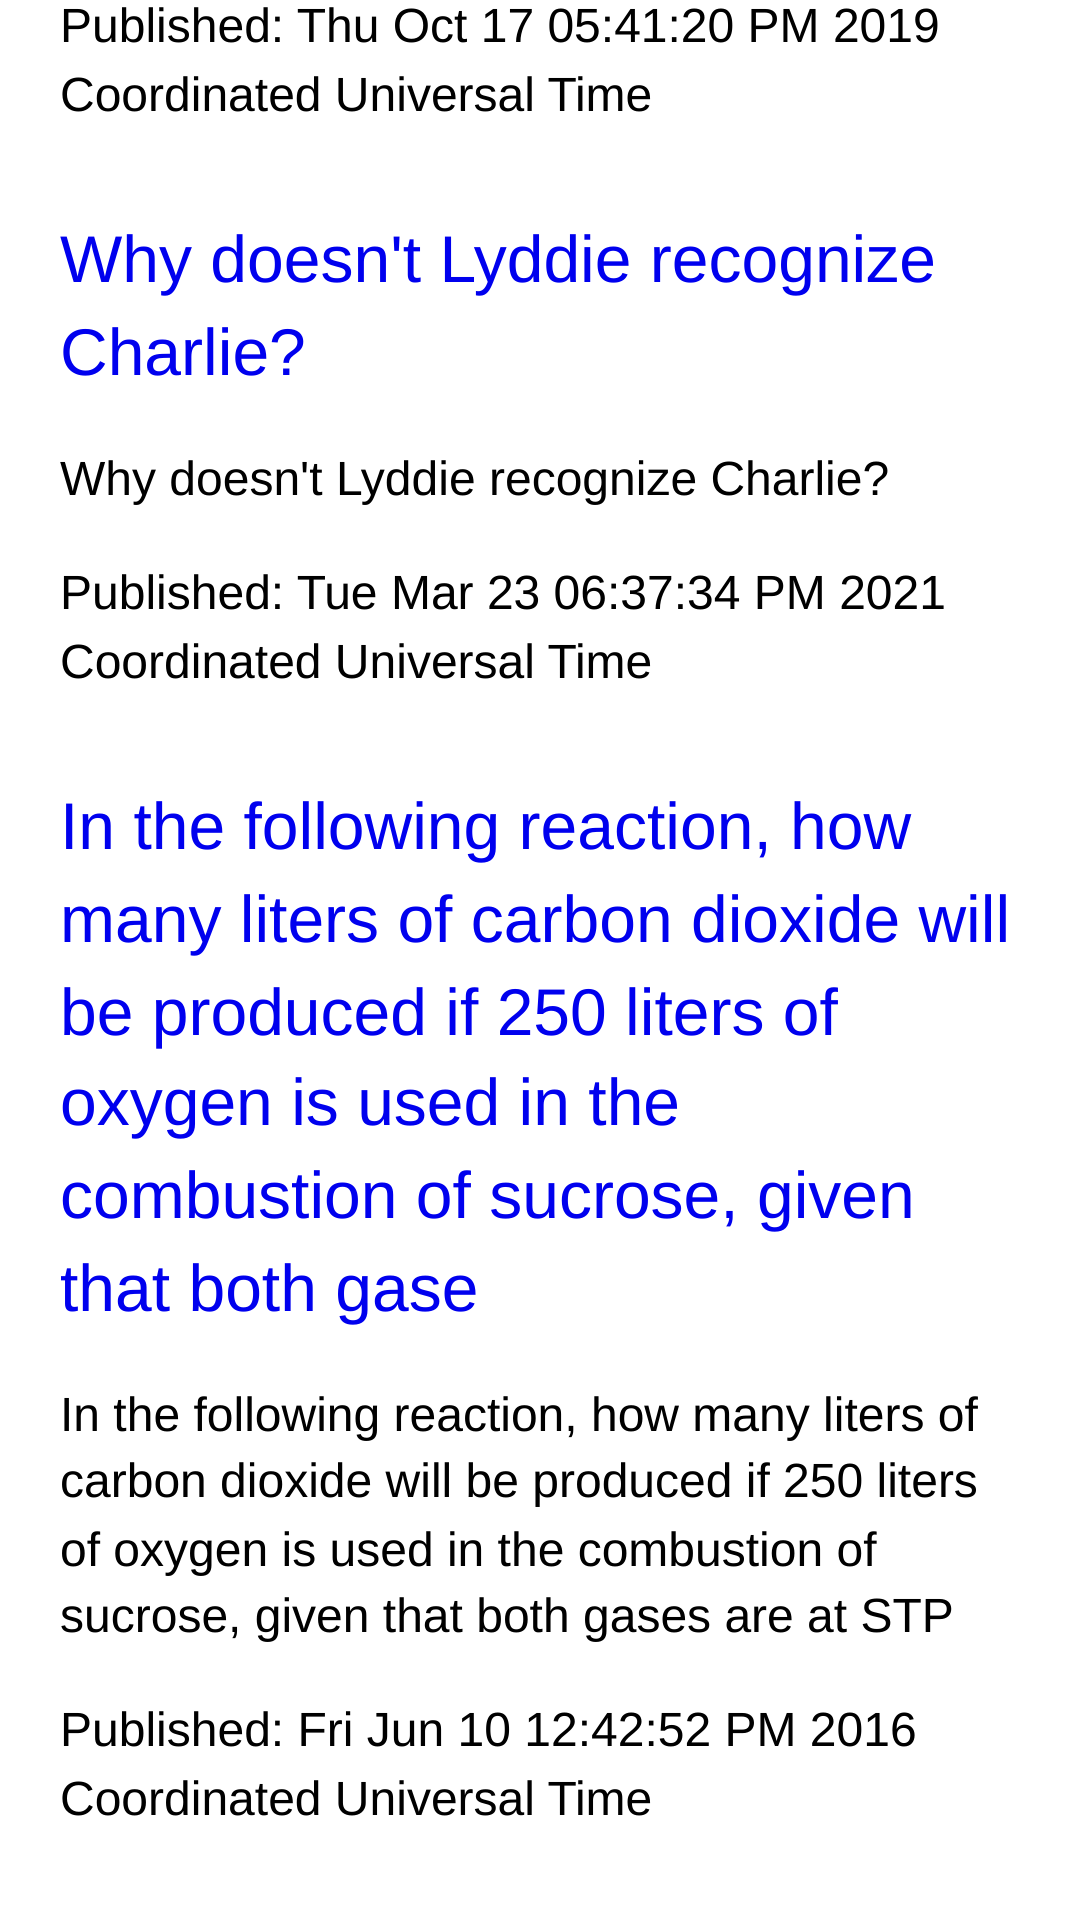 Published: Thu Oct 17 05:41:20 PM 2019
Coordinated Universal Time
Why doesn't Lyddie recognize
Charlie?
Why doesn't Lyddie recognize Charlie?
Published: Tue Mar 23 06:37:34 PM 2021
Coordinated Universal Time
In the following reaction, how
many liters of carbon dioxide will
be produced if 250 liters of
oxygen is used in the
combustion of sucrose, given
that both gase
In the following reaction, how many liters of
carbon dioxide will be produced if 250 liters
of oxygen is used in the combustion of
sucrose, given that both gases are at STP
Published: Fri Jun 10 12:42:52 PM 2016
Coordinated Universal Time